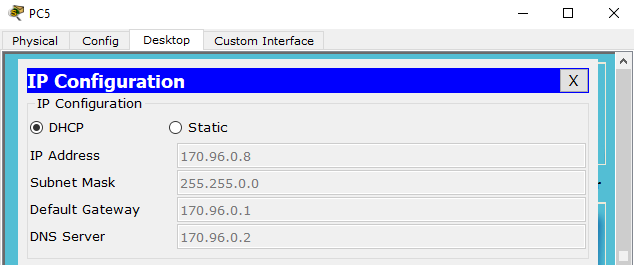 PC5
Physical Config Desktop Custom Interface
IP Configuration X
IP Configuration
DHCP Static
IP Address 170.96.0.8
Subnet Mask 255.255.0.0
Default Gateway 170.96.0.1
DNS Server 170.96.0.2